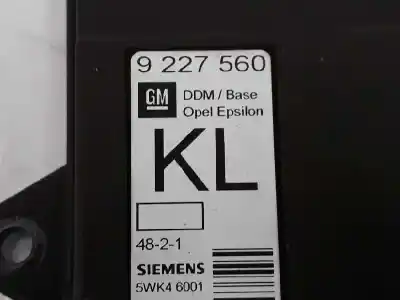 9 227 560
GM DDM / Base
Opel Epsilon
KL
48-2-1
SIEMENS
5WK4 6001